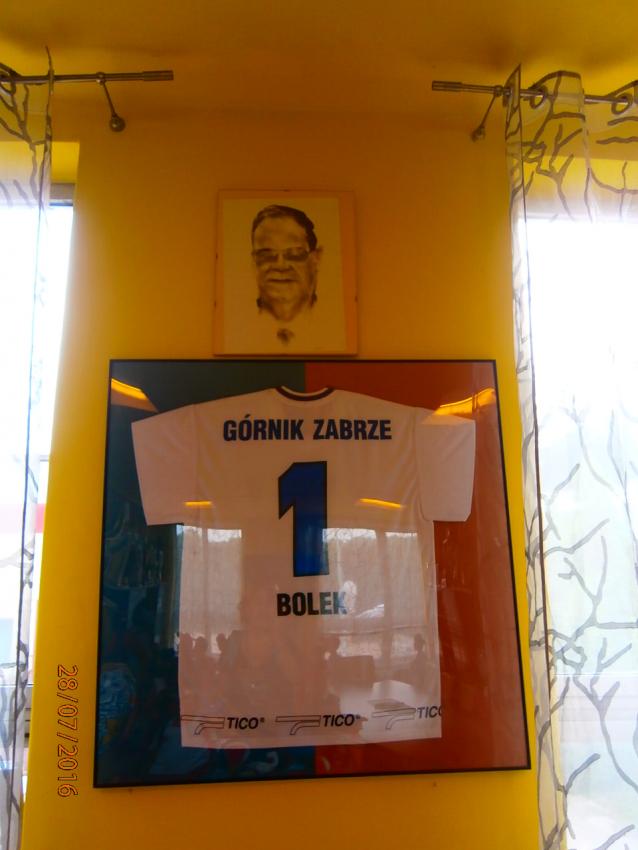 GÓRNIK ZABRZE
1
BOLEK
TICO® TICO® TICO
28/07/2016